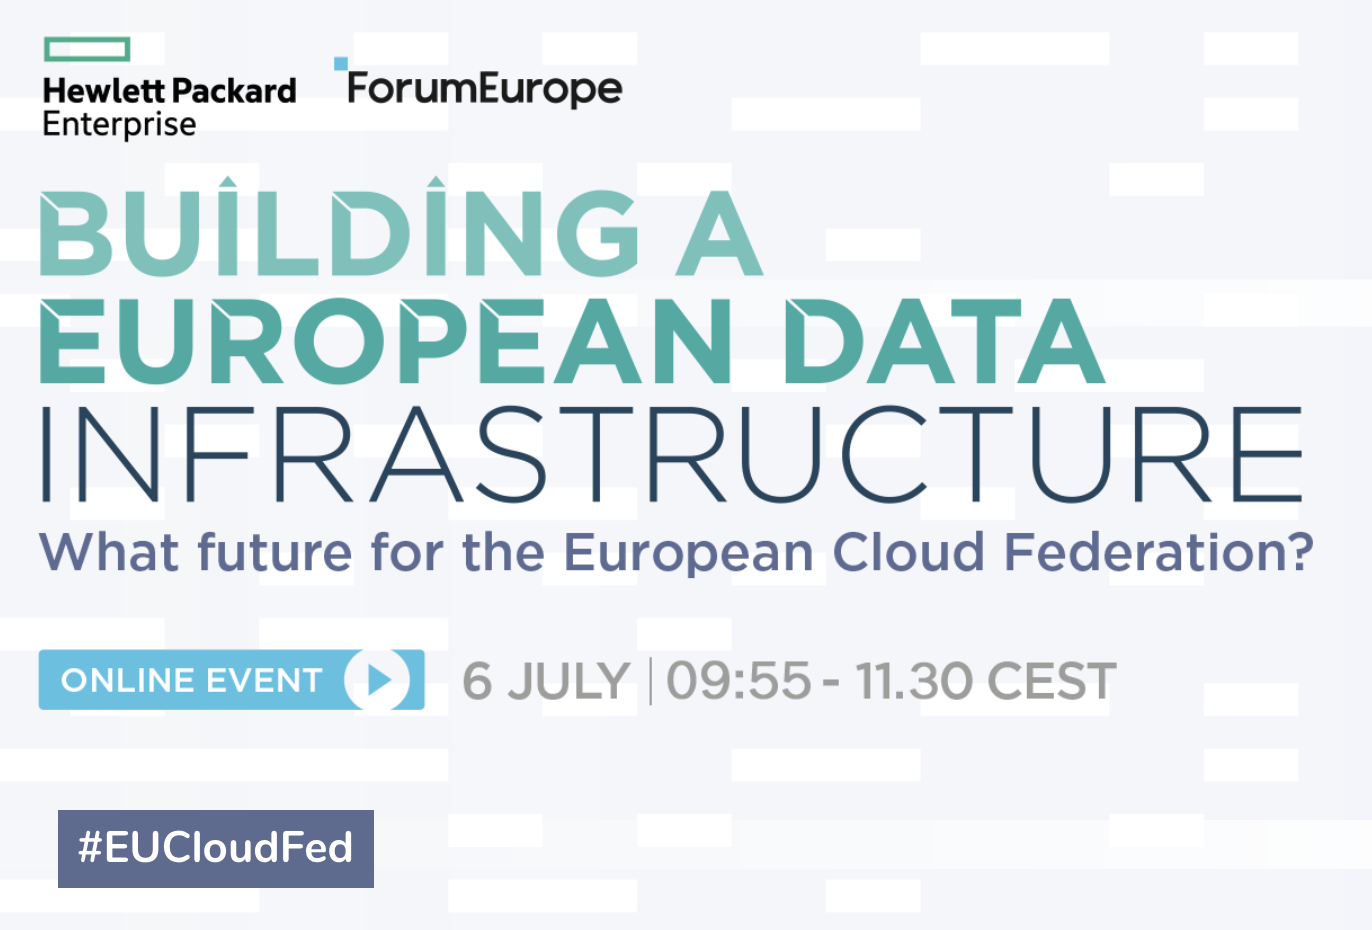 Hewlett Packard
Enterprise
ForumEurope
BUILDING A
EUROPEAN DATA
INFRASTRUCTURE
What future for the European Cloud Federation?
ONLINE EVENT
6 JULY | 09:55 - 11.30 CEST
#EUCloudFed